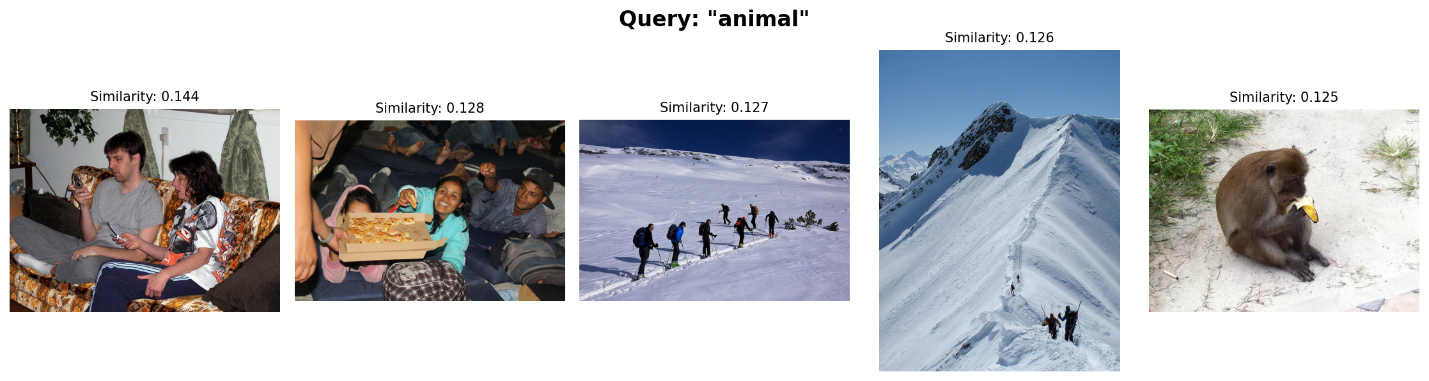 Query: "animal"
Similarity: 0.144
Similarity: 0.128
Similarity: 0.127
Similarity: 0.126
Similarity: 0.125